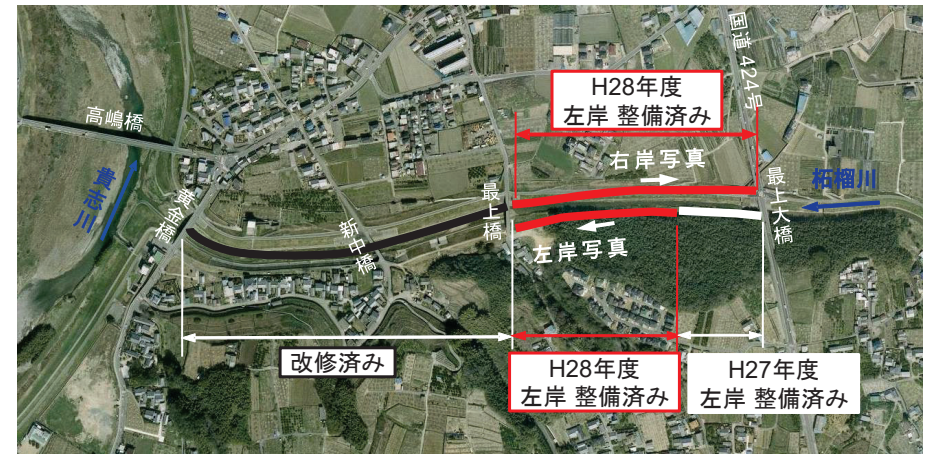 H28年度
左岸 整備済み
国道 424号
高嶋橋
右岸写真
貴志川
黄金橋
新中橋
最上橋
左岸写真
最上大橋
柘榴川
改修済み
H28年度
左岸 整備済み
H27年度
左岸 整備済み